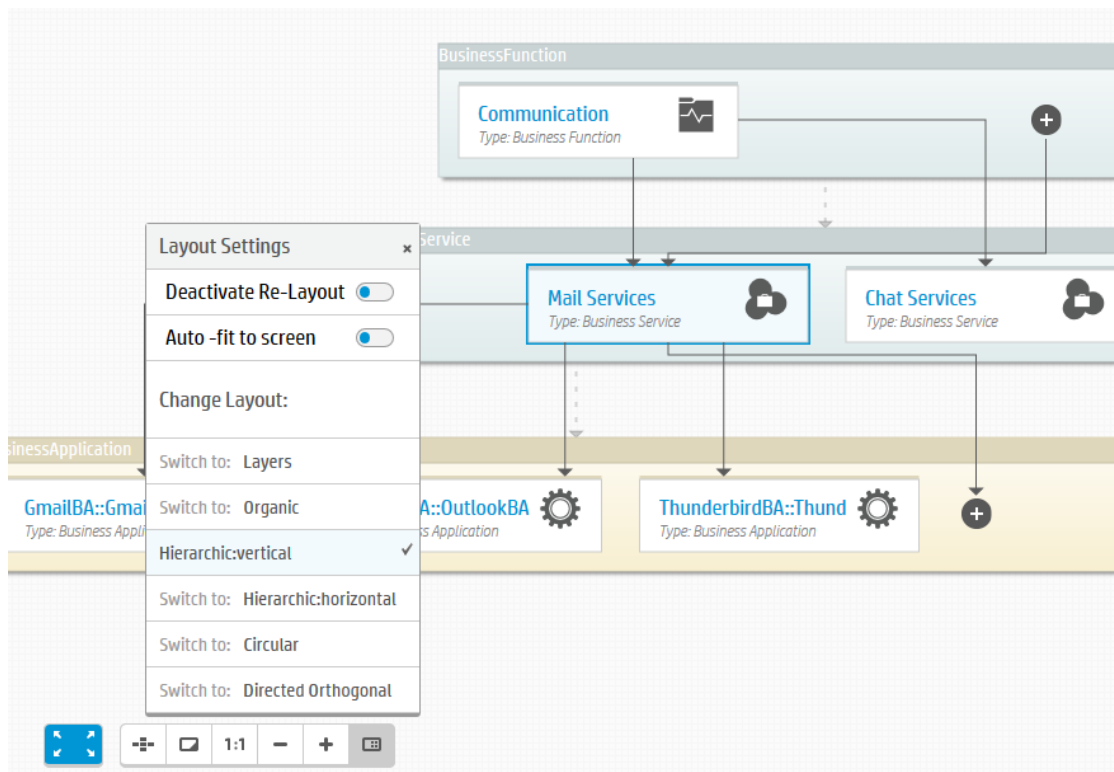 BusinessFunction
Communication
Type: Business Function
Service
Mail Services
Type: Business Service
Chat Services
Type: Business Service
Layout Settings
×
Deactivate Re-Layout
Auto -fit to screen
Change Layout:
Switch to: Layers
Switch to: Organic
Hierarchic:vertical
Switch to: Hierarchic:horizontal
Switch to: Circular
Switch to: Directed Orthogonal
sinessApplication
GmailBA::Gmai
Type: Business Appli
A::OutlookBA
ss Application
ThunderbirdBA::Thund
Type: Business Application
1:1